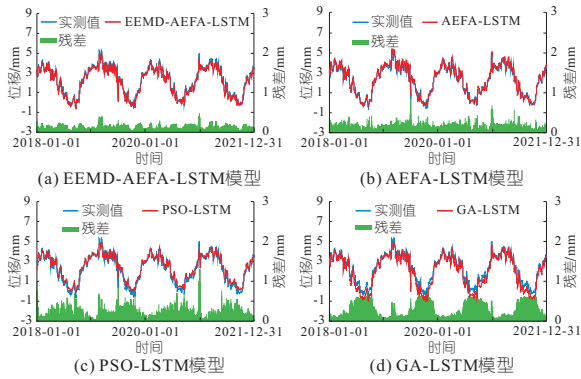 实测值 EEMD-AEFA-LSTM
残差
位移/mm
9
7
5
3
1
-1
-3
3
2
1
0
残差/mm
2018-01-01 2020-01-01 2021-12-31
时间
(a) EEMD-AEFA-LSTM模型
实测值 AEFA-LSTM
残差
位移/mm
9
7
5
3
1
-1
-3
3
2
1
0
残差/mm
2018-01-01 2020-01-01 2021-12-31
时间
(b) AEFA-LSTM模型
实测值 PSO-LSTM
残差
位移/mm
9
7
5
3
1
-1
-3
3
2
1
0
残差/mm
2018-01-01 2020-01-01 2021-12-31
时间
(c) PSO-LSTM模型
实测值 GA-LSTM
残差
位移/mm
9
7
5
3
1
-1
-3
3
2
1
0
残差/mm
2018-01-01 2020-01-01 2021-12-31
时间
(d) GA-LSTM模型